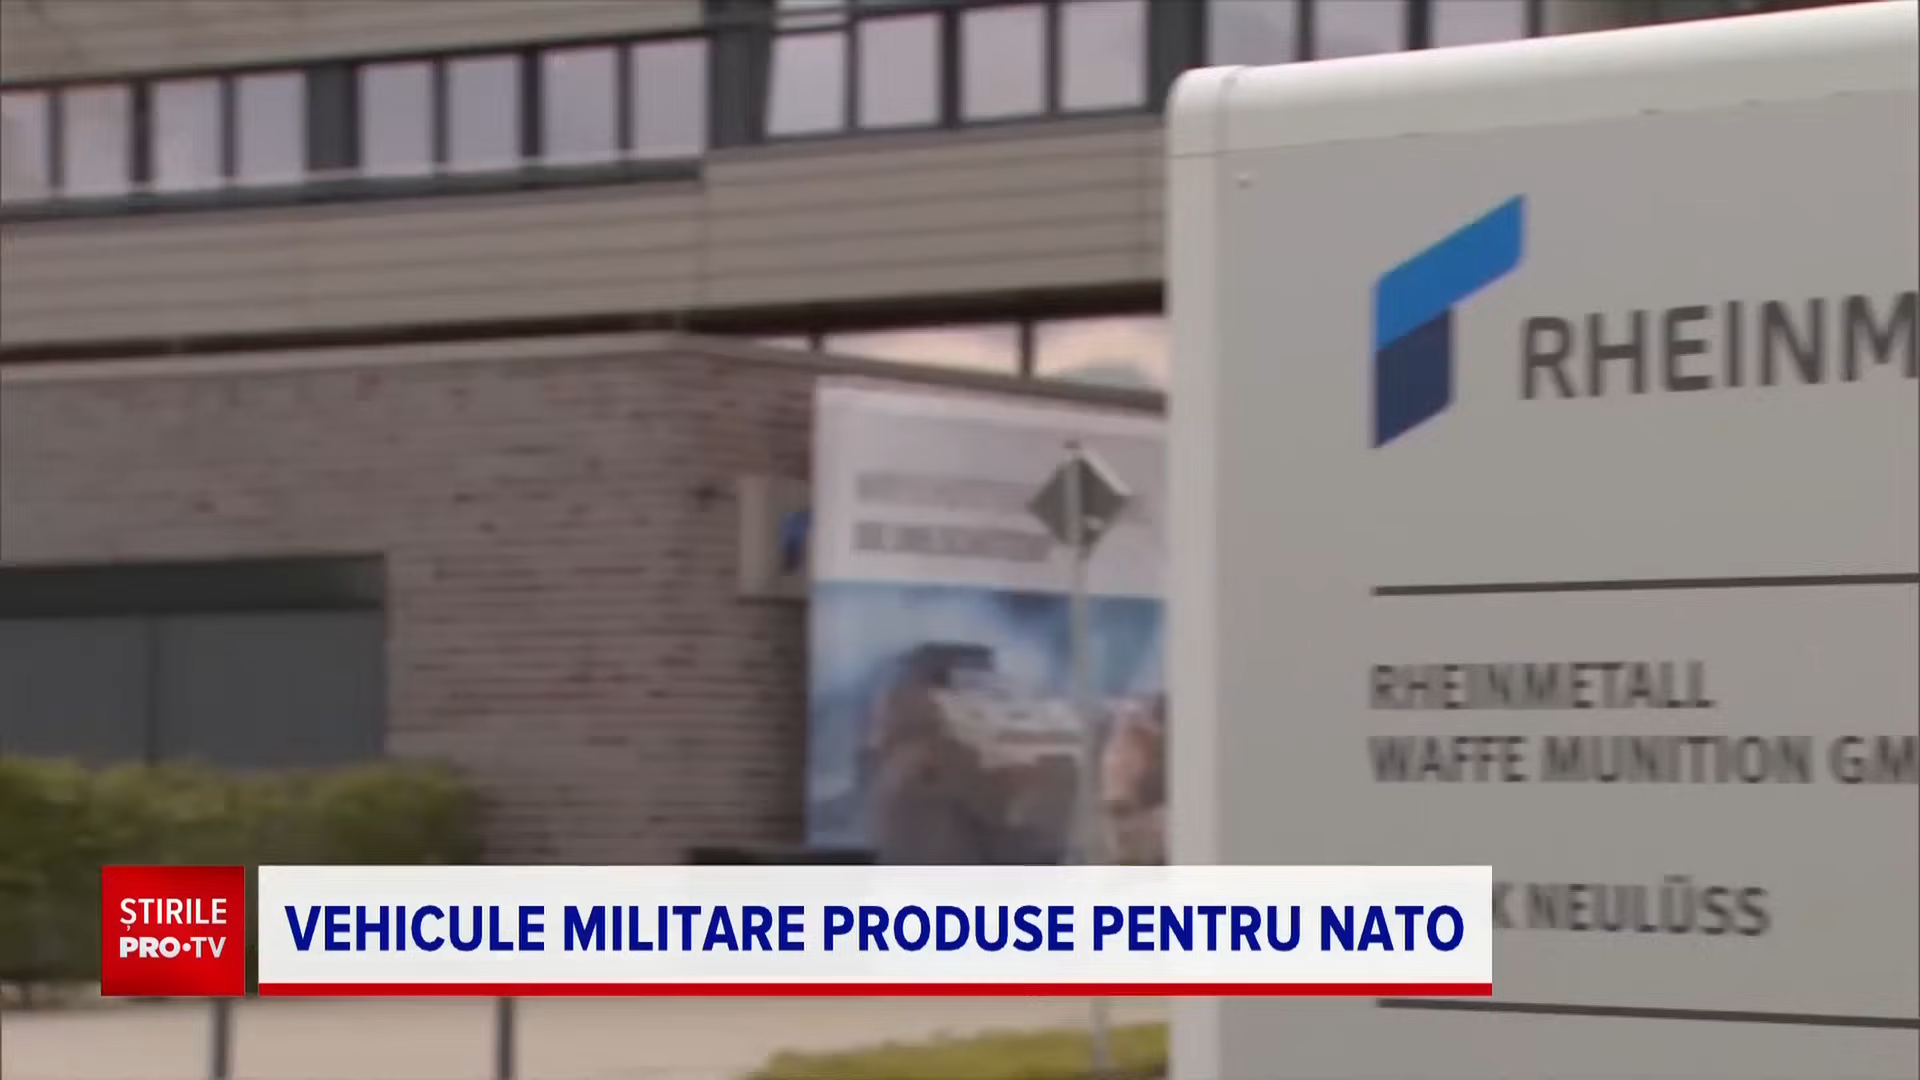 RHEINM
RHEINMETALL
WAFFE MUNITION GM
K NEULÜSS
ȘTIRILE
PRO•TV
VEHICULE MILITARE PRODUSE PENTRU NATO